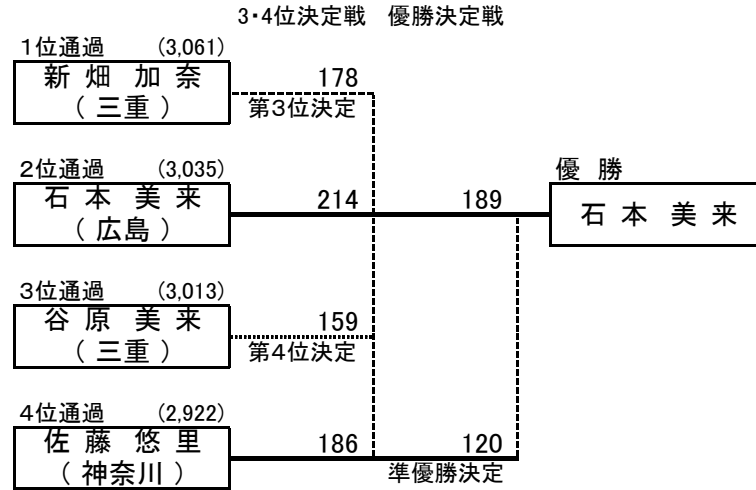 3・4位決定戦 優勝決定戦
1位通過 (3,061)
新 畑 加 奈
( 三重 )
178
第3位決定
2位通過 (3,035)
石 本 美 来
( 広島 )
214
189
優 勝
石 本 美 来
3位通過 (3,013)
谷 原 美 来
( 三重 )
159
第4位決定
4位通過 (2,922)
佐 藤 悠 里
( 神奈川 )
186
120
準優勝決定